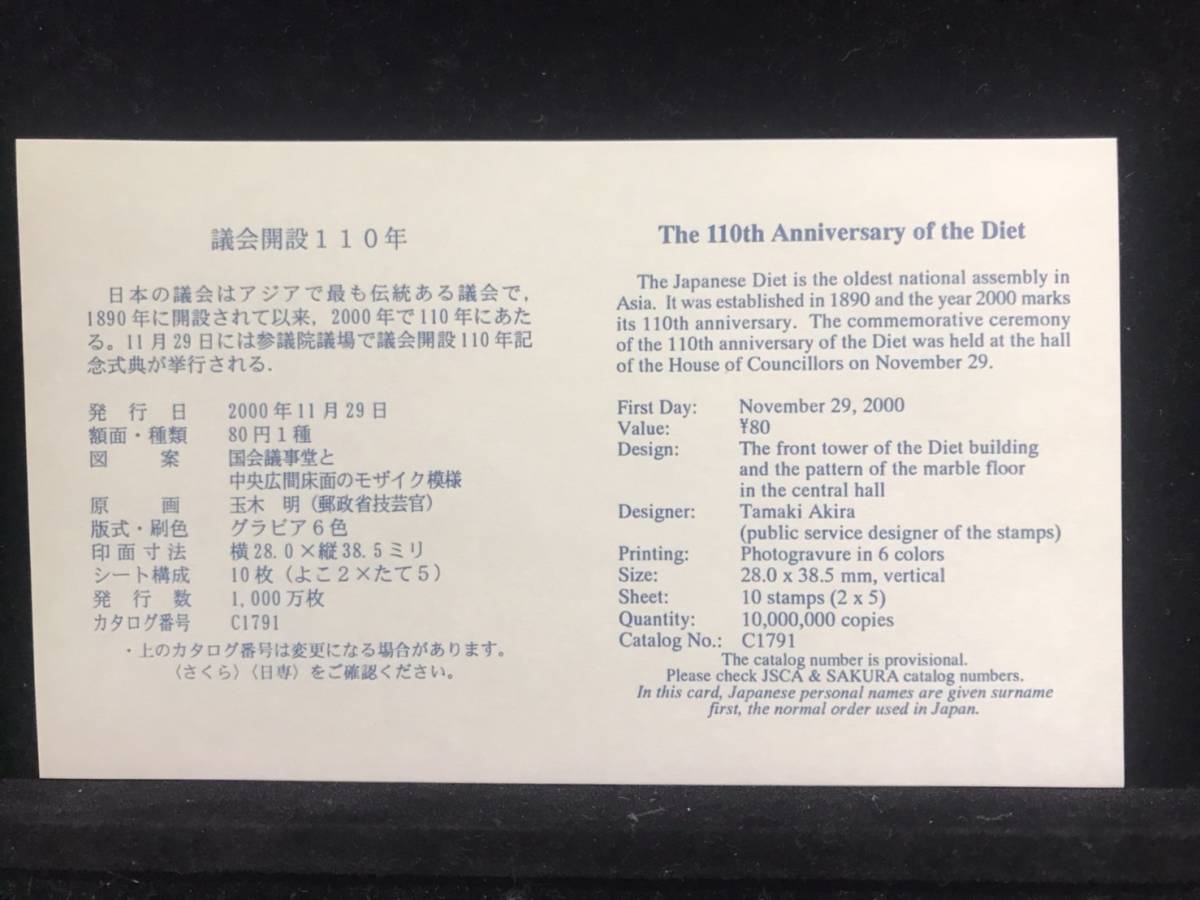 議会開設110年
日本の議会はアジアで最も伝統ある議会で,
1890年に開設されて以来, 2000年で110年にあた
る。11月29日には参議院議場で議会開設110年記
念式典が挙行される.
発行日 2000年11月29日
額面・種類 80円1種
図案 国会議事堂と
中央広間床面のモザイク模様
原画 玉木 明(郵政省技芸官)
版式・刷色 グラビア6色
印面寸法 横28.0×縦38.5ミリ
シート構成 10枚(よこ2×たて5)
発行数 1,000万枚
カタログ番号 C1791
・上のカタログ番号は変更になる場合があります。
〈さくら〉〈日専〉をご確認ください。
The 110th Anniversary of the Diet
The Japanese Diet is the oldest national assembly in
Asia. It was established in 1890 and the year 2000 marks
its 110th anniversary. The commemorative ceremony
of the 110th anniversary of the Diet was held at the hall
of the House of Councillors on November 29.
First Day: November 29, 2000
Value: ¥80
Design: The front tower of the Diet building
and the pattern of the marble floor
in the central hall
Designer: Tamaki Akira
(public service designer of the stamps)
Printing: Photogravure in 6 colors
Size: 28.0 x 38.5 mm, vertical
Sheet: 10 stamps (2 x 5)
Quantity: 10,000,000 copies
Catalog No.: C1791
The catalog number is provisional.
Please check JSCA & SAKURA catalog numbers.
In this card, Japanese personal names are given surname
first, the normal order used in Japan.